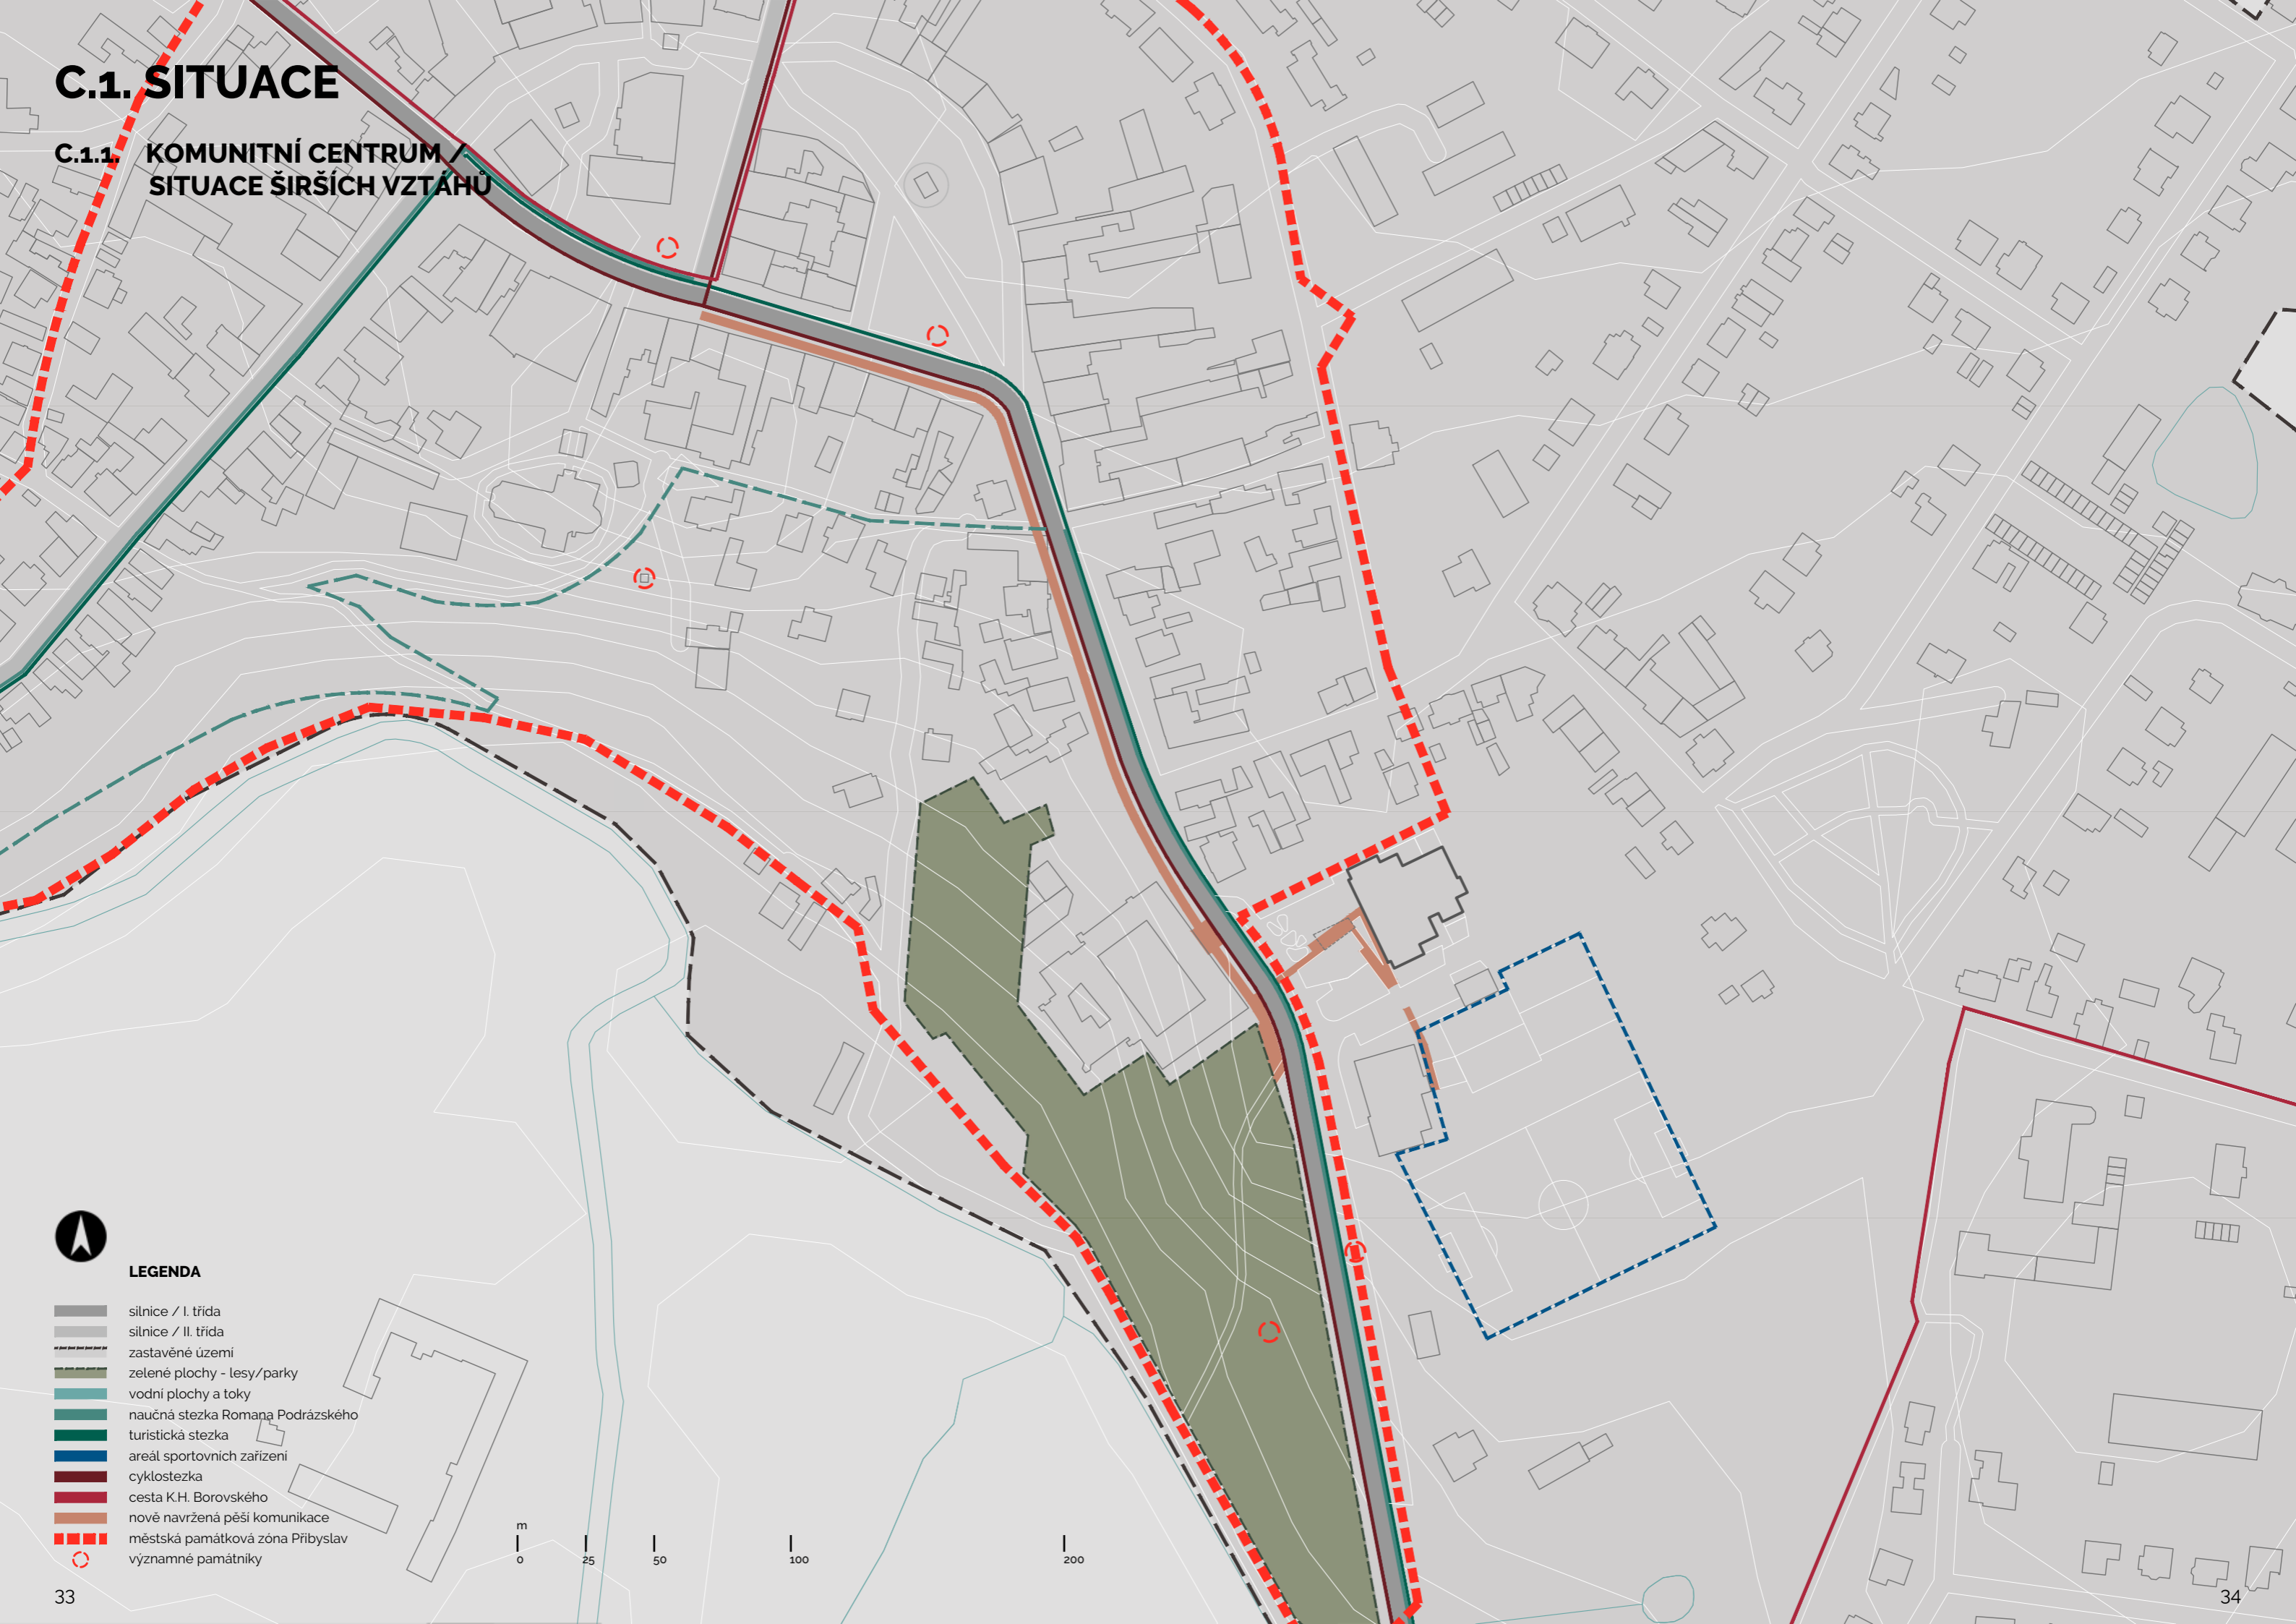 C.1. SITUACE
C.1.1. KOMUNITNÍ CENTRUM /
SITUACE ŠIRŠÍCH VZTÁHŮ
LEGENDA
silnice / I. třída
silnice / II. třída
zastavěné území
zelené plochy - lesy/parky
vodní plochy a toky
naučná stezka Romana Podrázského
turistická stezka
areál sportovních zařízení
cyklostezka
cesta K.H. Borovského
nově navržená pěší komunikace
městská památková zóna Přibyslav
významné památníky
m
0 25 50 100 200
33
34